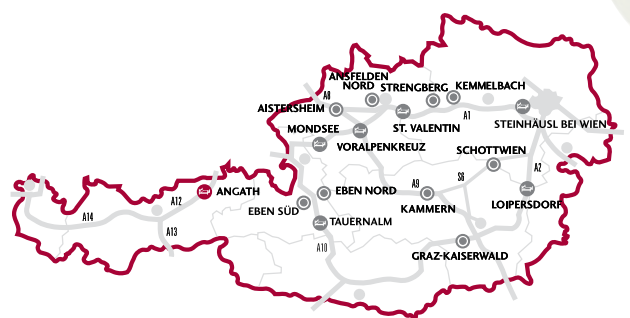 ANSFELDEN
NORD
STRENGBERG
KEMMELBACH
A8
AISTERSHEIM
A1
MONDSEE
VORALPENKREUZ
ST. VALENTIN
STEINHÄUSL BEI WIEN
SCHOTTWIEN
A2
S6
A9
ANGATH
A12
EBEN NORD
EBEN SÜD
KAMMERN
LOIPERSDORF
A14
A13
TAUERNALM
A10
GRAZ-KAISERWALD